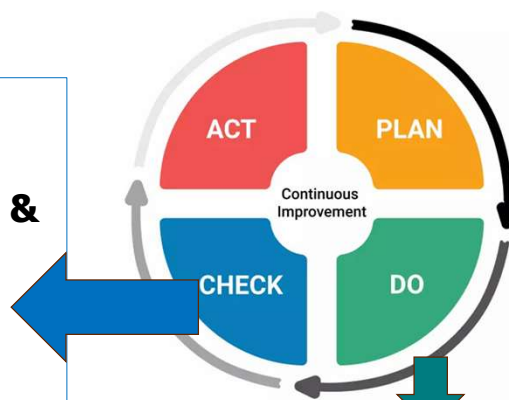 ACT PLAN
&
Continuous
Improvement
CHECK DO